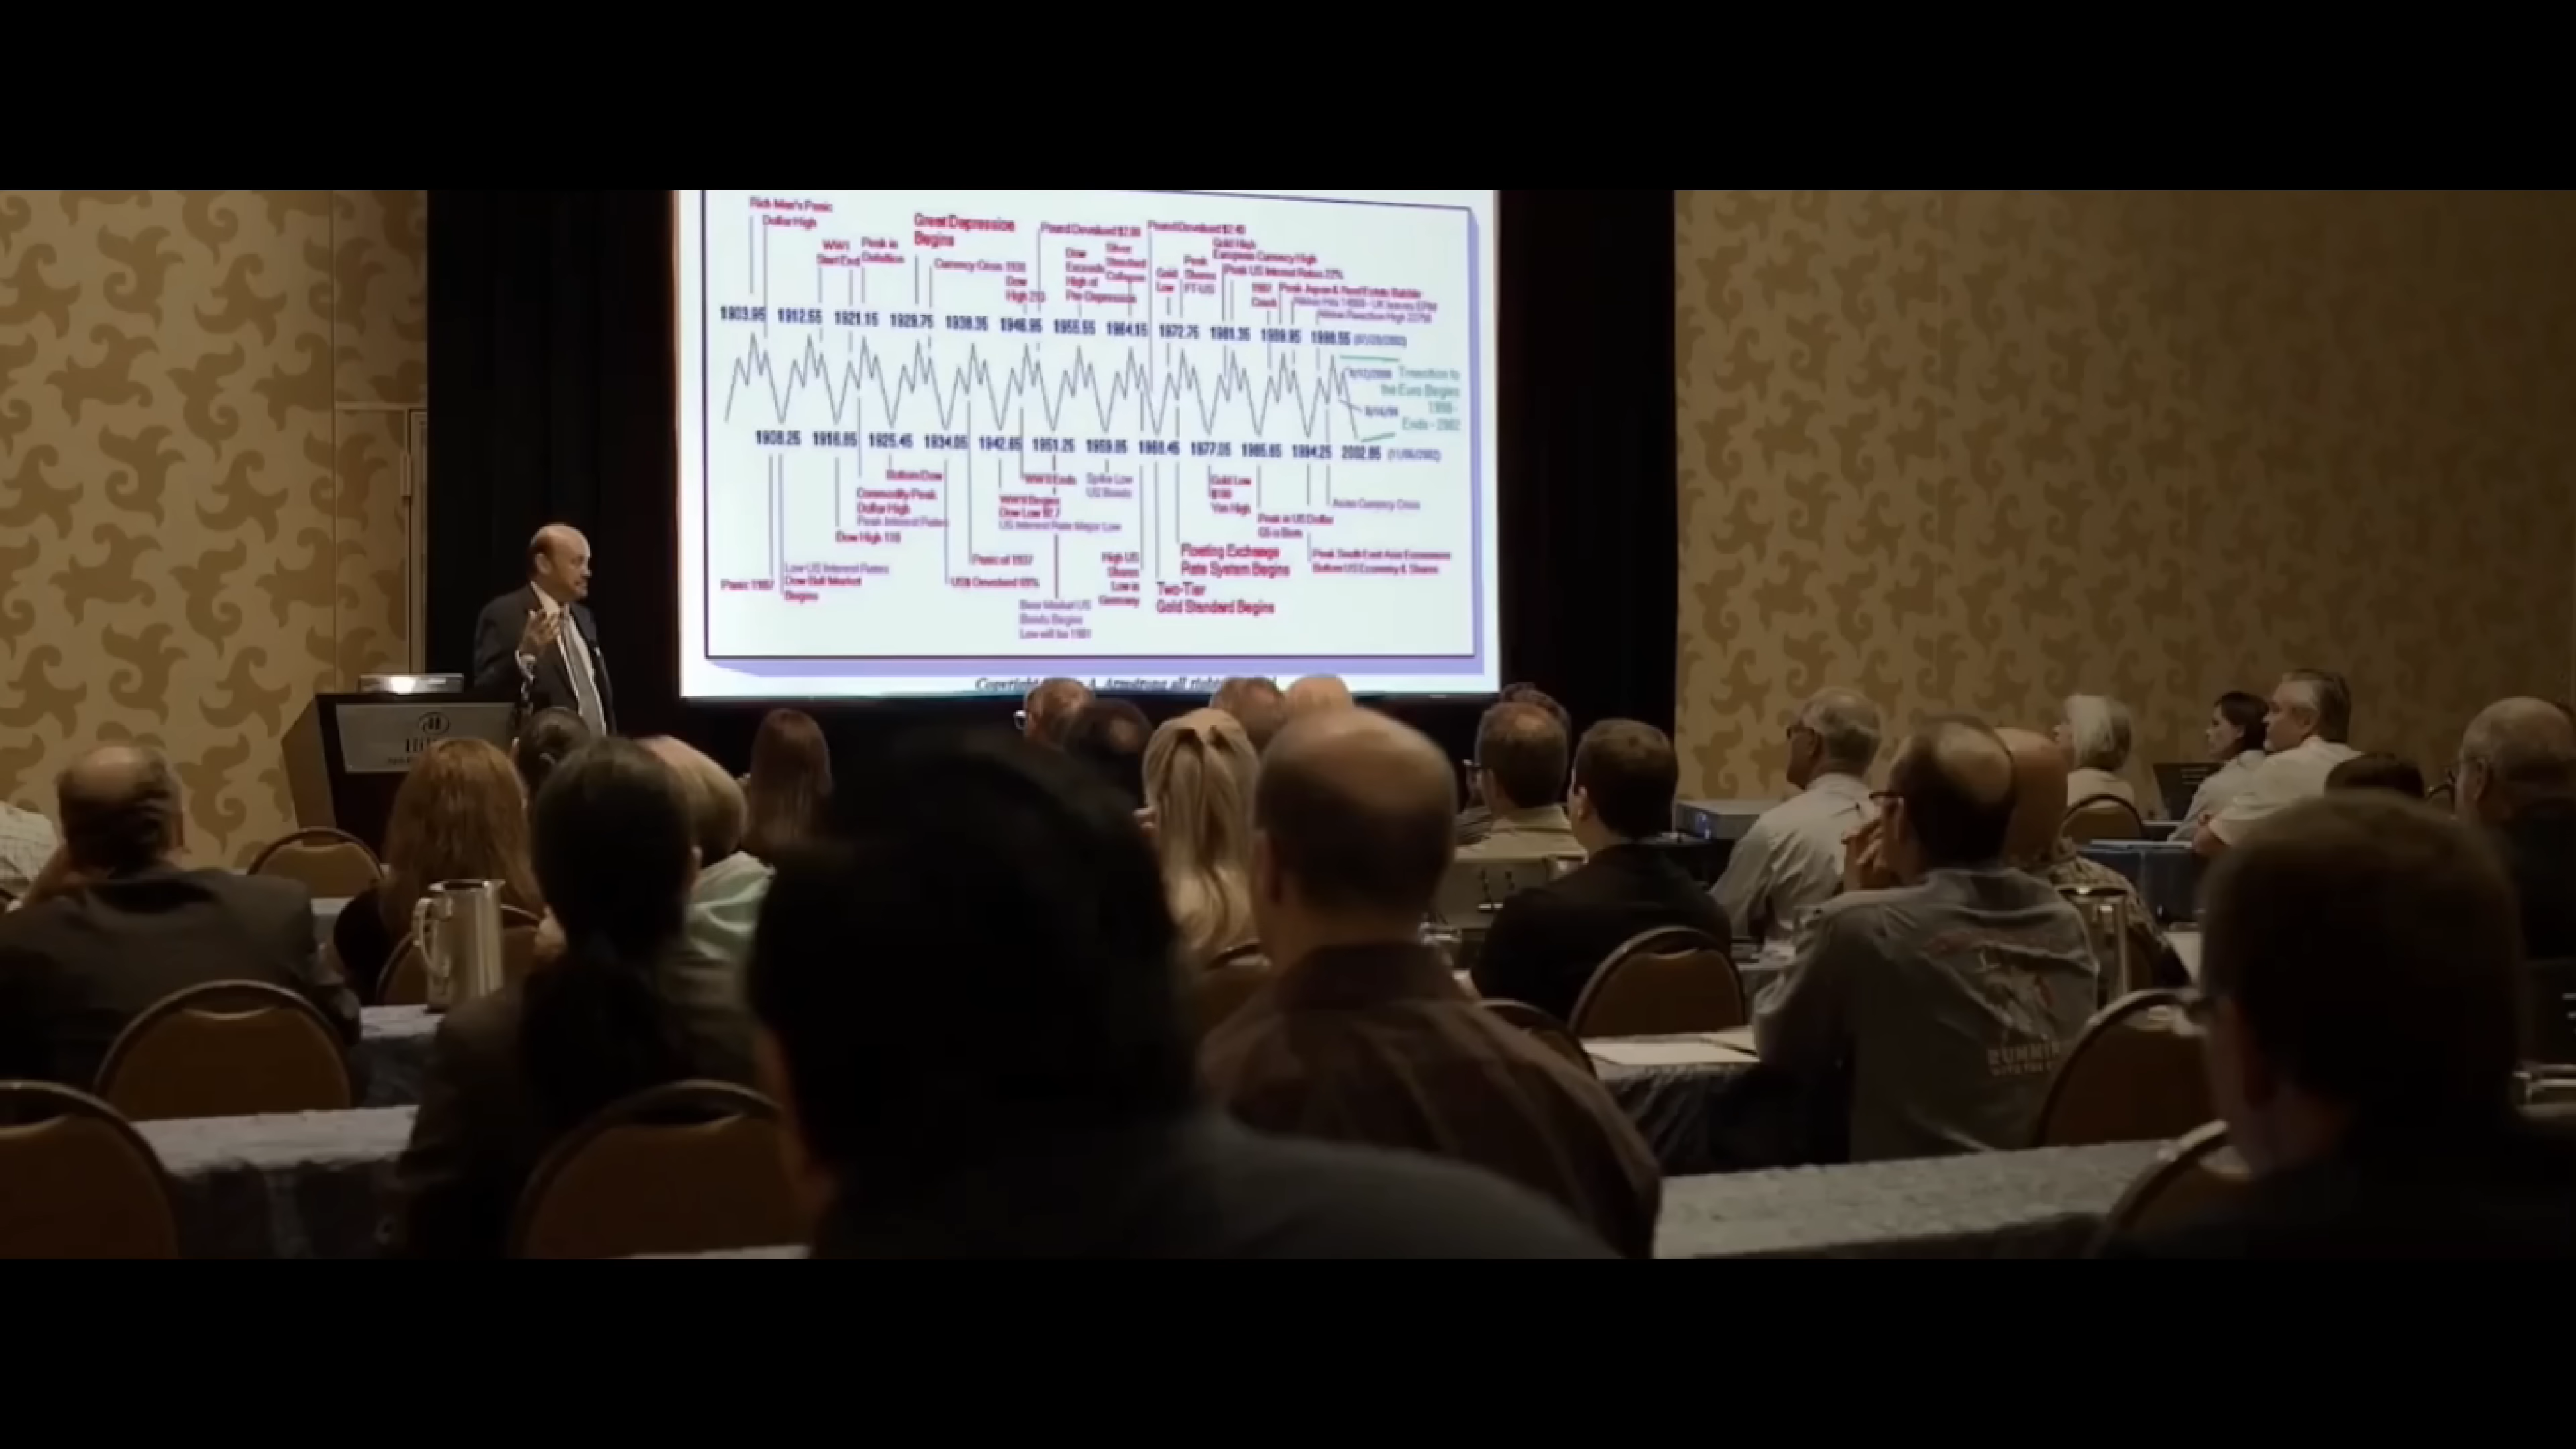 Rich Man's Panic
Dollar High
WW1
Start End
Peak in
Great Depression
Begins
Currency Crisis 1931
Dow
High 213
Pound Devalued $2.80
Dow
Exceeds
High of
Pre-Depression
Silver
Standard
Collapse
Pound Devalued $2.40
Gold
Low
Peak
Shares
FT-US
Gold High
European Currency High
Peak US Interest Rates 22%
1987
Crash
Peak Japan & Real Estate Bubble
1903.95 1912.55 1921.15 1929.75 1938.35 1946.95 1955.55 1964.15 1972.75 1981.35 1989.95 1998.55
Transition to
the Euro Begins
1998 -
Ends - 2002
1908.25 1916.85 1925.45 1934.05 1942.65 1951.25 1959.85 1968.45 1977.05 1985.65 1994.25 2002.85
Bottom Dow
Commodity Peak
Dollar High
Peak Interest Rates
Dow High
WWII Ends
WWII Begins
Dow Low
US Interest Rate Major Low
Spike Low
US Bonds
Gold Low
$100
Yen High
Peak in US Dollar
G5 is Born
Asian Currency Crisis
Peak South East Asia Economies
Bottom US Economy & Shares
Floating Exchange
Rate System Begins
Two-Tier
Gold Standard Begins
High US
Shares
Low in
Germany
Panic of 1937
US$ Devalued
Bear Market US
Bonds Begins
Low will be 1981
Panic 1907
Low US Interest Rates
Dow Bull Market
Begins
A. Armstrong all